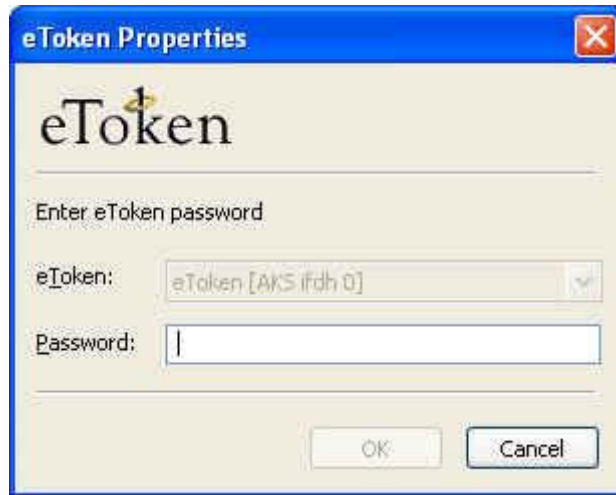 eToken Properties
eToken
Enter eToken password
eToken: eToken [AKS ifdh 0]
Password:
OK Cancel